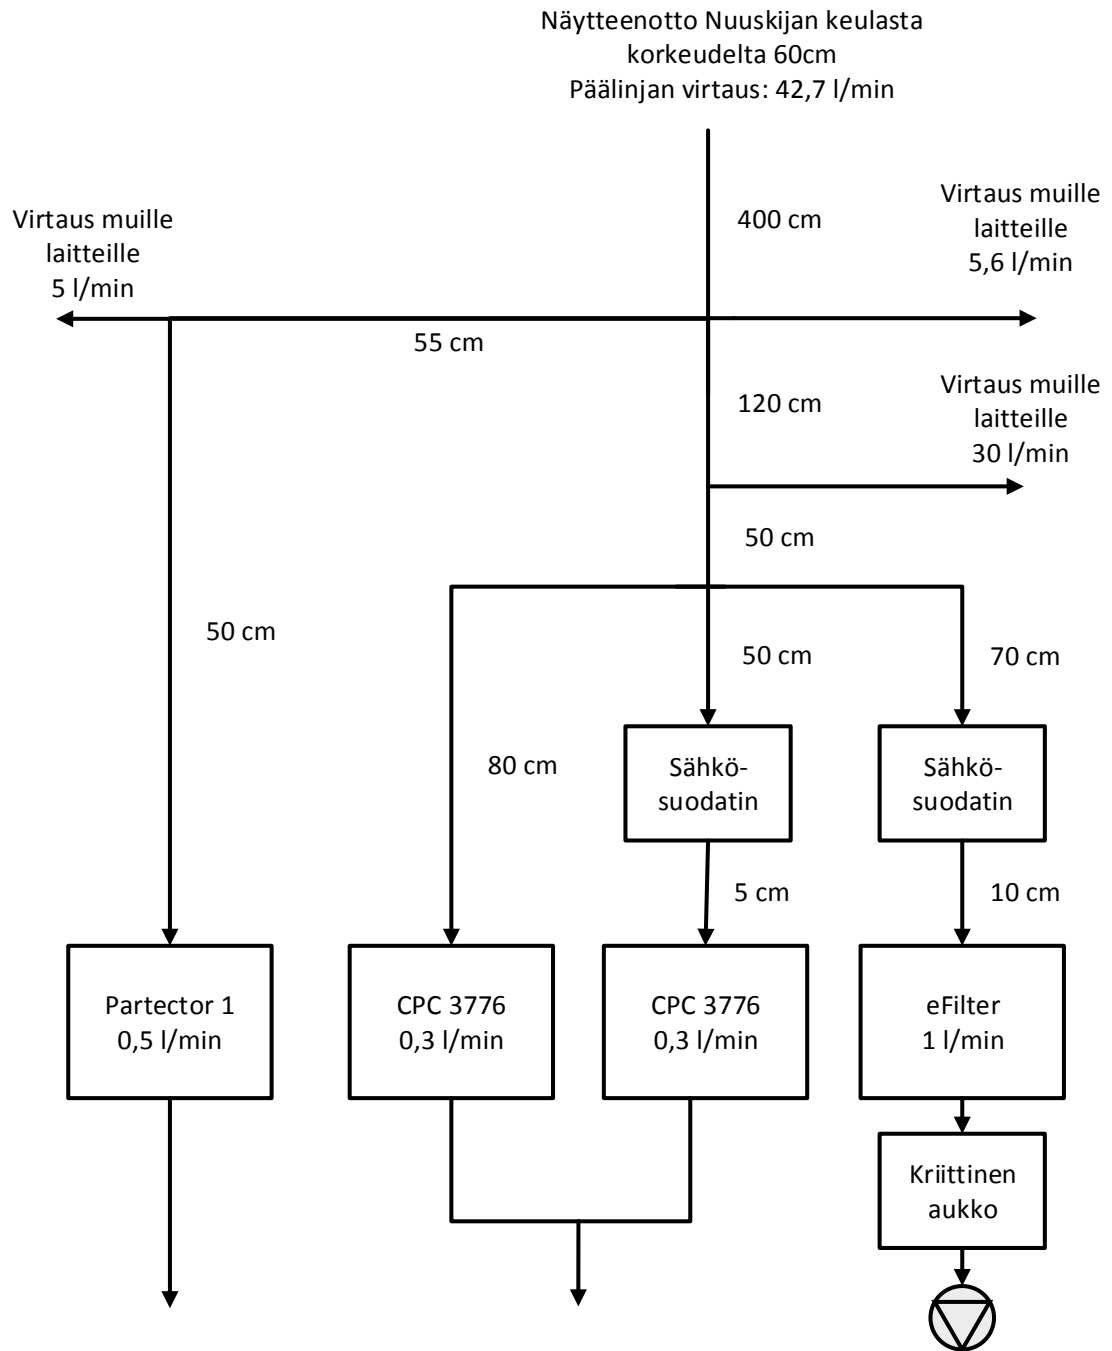 Näytteenotto Nuuskijan keulasta
korkeudelta 60cm
Päälinjan virtaus: 42,7 l/min
Virtaus muille
laitteille
5 l/min
400 cm
Virtaus muille
laitteille
5,6 l/min
55 cm
120 cm
Virtaus muille
laitteille
30 l/min
50 cm
50 cm
50 cm
70 cm
80 cm
Sähkö-
suodatin
Sähkö-
suodatin
5 cm
10 cm
Partector 1
0,5 l/min
CPC 3776
0,3 l/min
CPC 3776
0,3 l/min
eFilter
1 l/min
Kriittinen
aukko